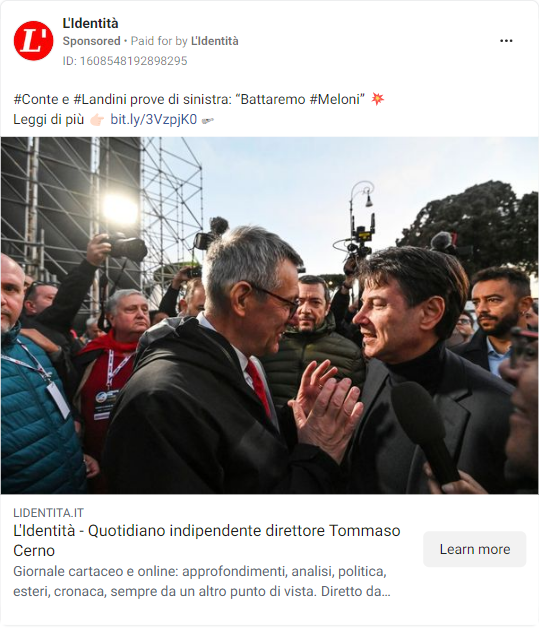 L'Identità
Sponsored • Paid for by L'Identità
ID: 1608548192898295
#Conte e #Landini prove di sinistra: “Battaremo #Meloni” 💥
Leggi di più 👉🏻 bit.ly/3VzpjK0
LIDENTITA.IT
L'Identità - Quotidiano indipendente direttore Tommaso
Cerno
Giornale cartaceo e online: approfondimenti, analisi, politica,
esteri, cronaca, sempre da un altro punto di vista. Diretto da...
Learn more